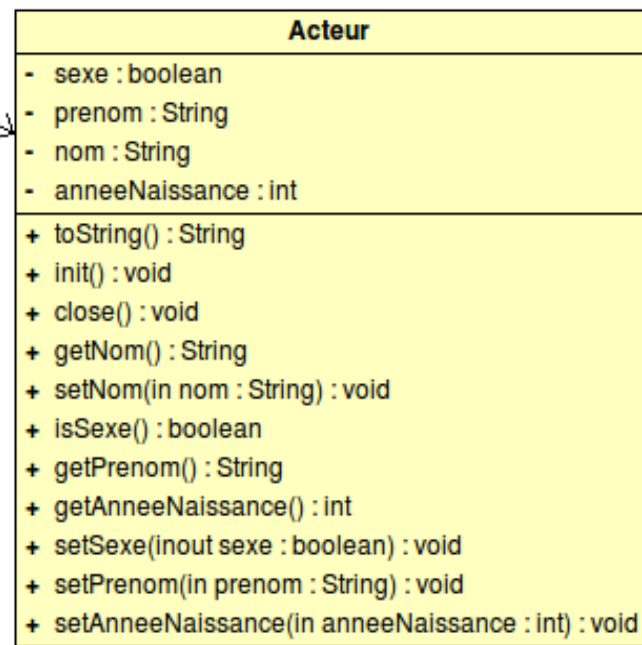 Acteur
- sexe : boolean
- prenom : String
- nom : String
- anneeNaissance : int
+ toString() : String
+ init() : void
+ close() : void
+ getNom() : String
+ setNom(in nom : String) : void
+ isSexe() : boolean
+ getPrenom() : String
+ getAnneeNaissance() : int
+ setSexe(inout sexe : boolean) : void
+ setPrenom(in prenom : String) : void
+ setAnneeNaissance(in anneeNaissance : int) : void